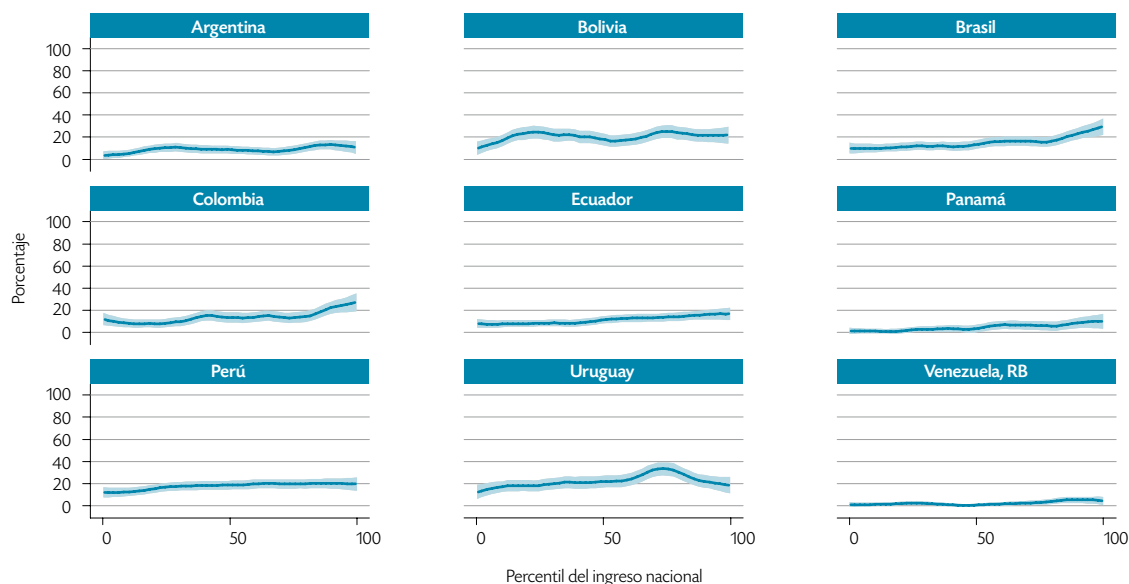 Argentina
Bolivia
Brasil
100
80
60
40
20
0
Colombia
Ecuador
Panamá
100
80
60
40
20
0
Porcentaje
Perú
Uruguay
Venezuela, RB
100
80
60
40
20
0
0 50 100
0 50 100
0 50 100
Percentil del ingreso nacional